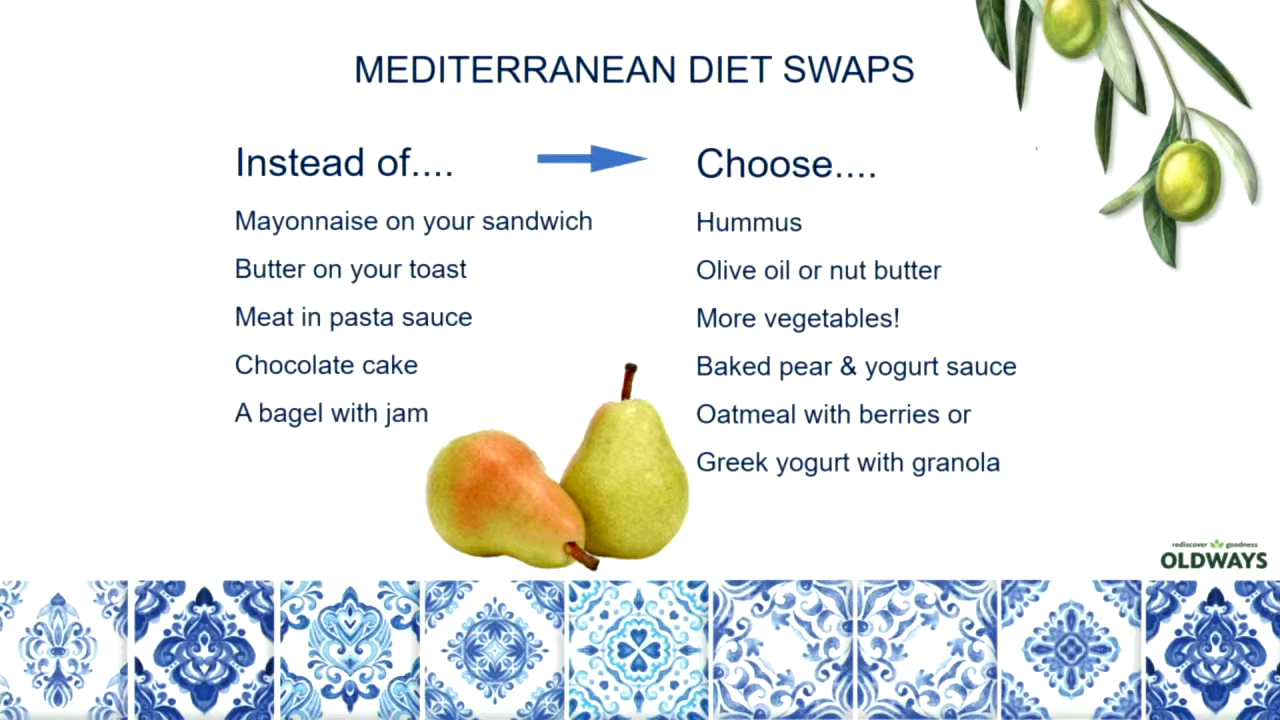 MEDITERRANEAN DIET SWAPS
Instead of....
Mayonnaise on your sandwich
Butter on your toast
Meat in pasta sauce
Chocolate cake
A bagel with jam
Choose....
Hummus
Olive oil or nut butter
More vegetables!
Baked pear & yogurt sauce
Oatmeal with berries or
Greek yogurt with granola
rediscover goodness
OLDWAYS